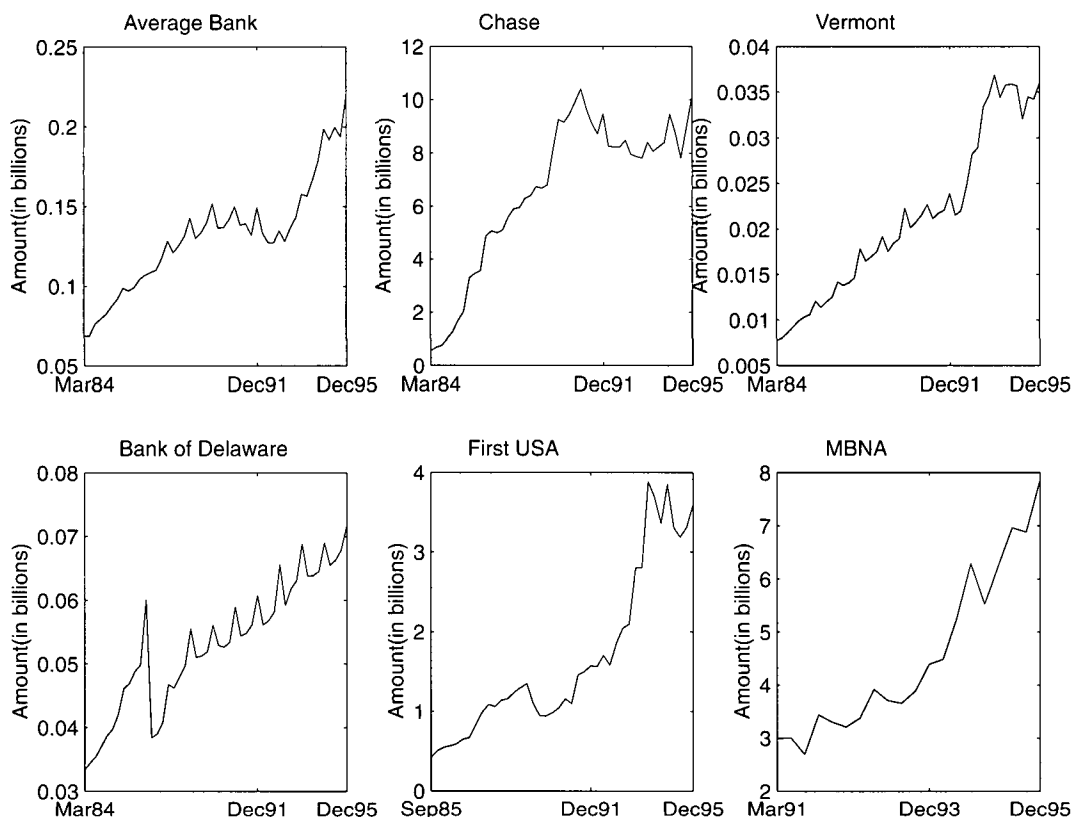 Average Bank
Amount(in billions)
0.25
0.2
0.15
0.1
0.05
Mar84
Dec91
Dec95
Chase
Amount(in billions)
12
10
8
6
4
2
0
Mar84
Dec91
Dec95
Vermont
Amount(in billions)
0.04
0.035
0.03
0.025
0.02
0.015
0.01
0.005
Mar84
Dec91
Dec95
Bank of Delaware
Amount(in billions)
0.08
0.07
0.06
0.05
0.04
0.03
Mar84
Dec91
Dec95
First USA
Amount(in billions)
4
3
2
1
0
Sep85
Dec91
Dec95
MBNA
Amount(in billions)
8
7
6
5
4
3
2
Mar91
Dec93
Dec95